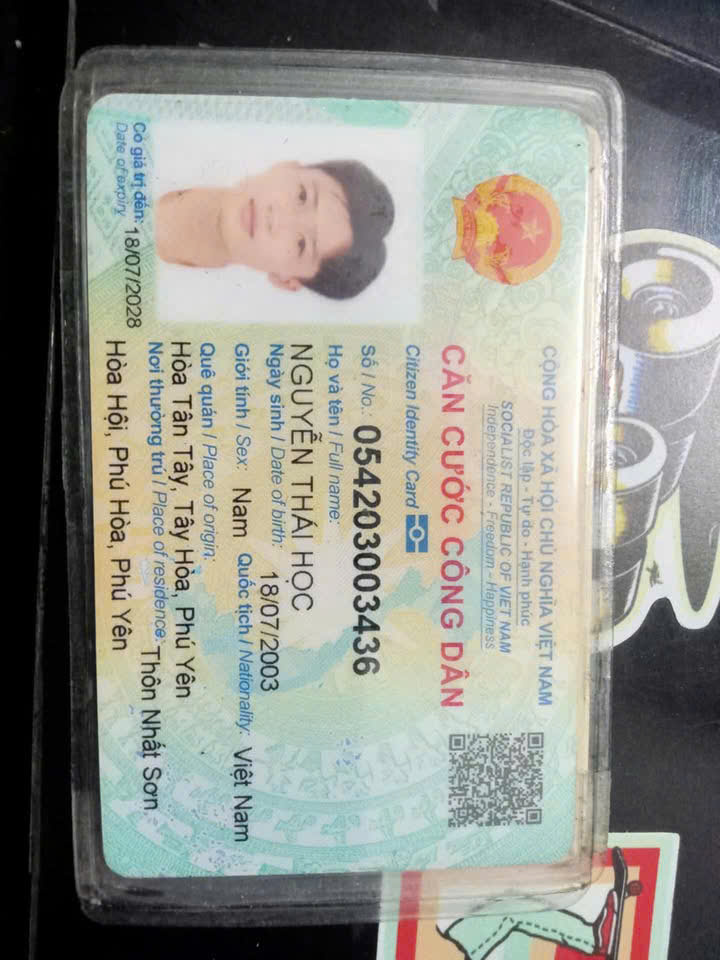 CỘNG HÒA XÃ HỘI CHỦ NGHĨA VIỆT NAM
Độc lập - Tự do - Hạnh phúc
SOCIALIST REPUBLIC OF VIET NAM
Independence - Freedom - Happiness
CĂN CƯỚC CÔNG DÂN
Citizen Identity Card
Số / No.: 054203003436
Họ và tên / Full name:
NGUYỄN THÁI HỌC
Ngày sinh / Date of birth: 18/07/2003
Giới tính / Sex: Nam Quốc tịch / Nationality: Việt Nam
Quê quán / Place of origin:
Hòa Tân Tây, Tây Hòa, Phú Yên
Nơi thường trú / Place of residence: Thôn Nhất Sơn
Hòa Hội, Phú Hòa, Phú Yên
Có giá trị đến: 18/07/2028
Date of expiry